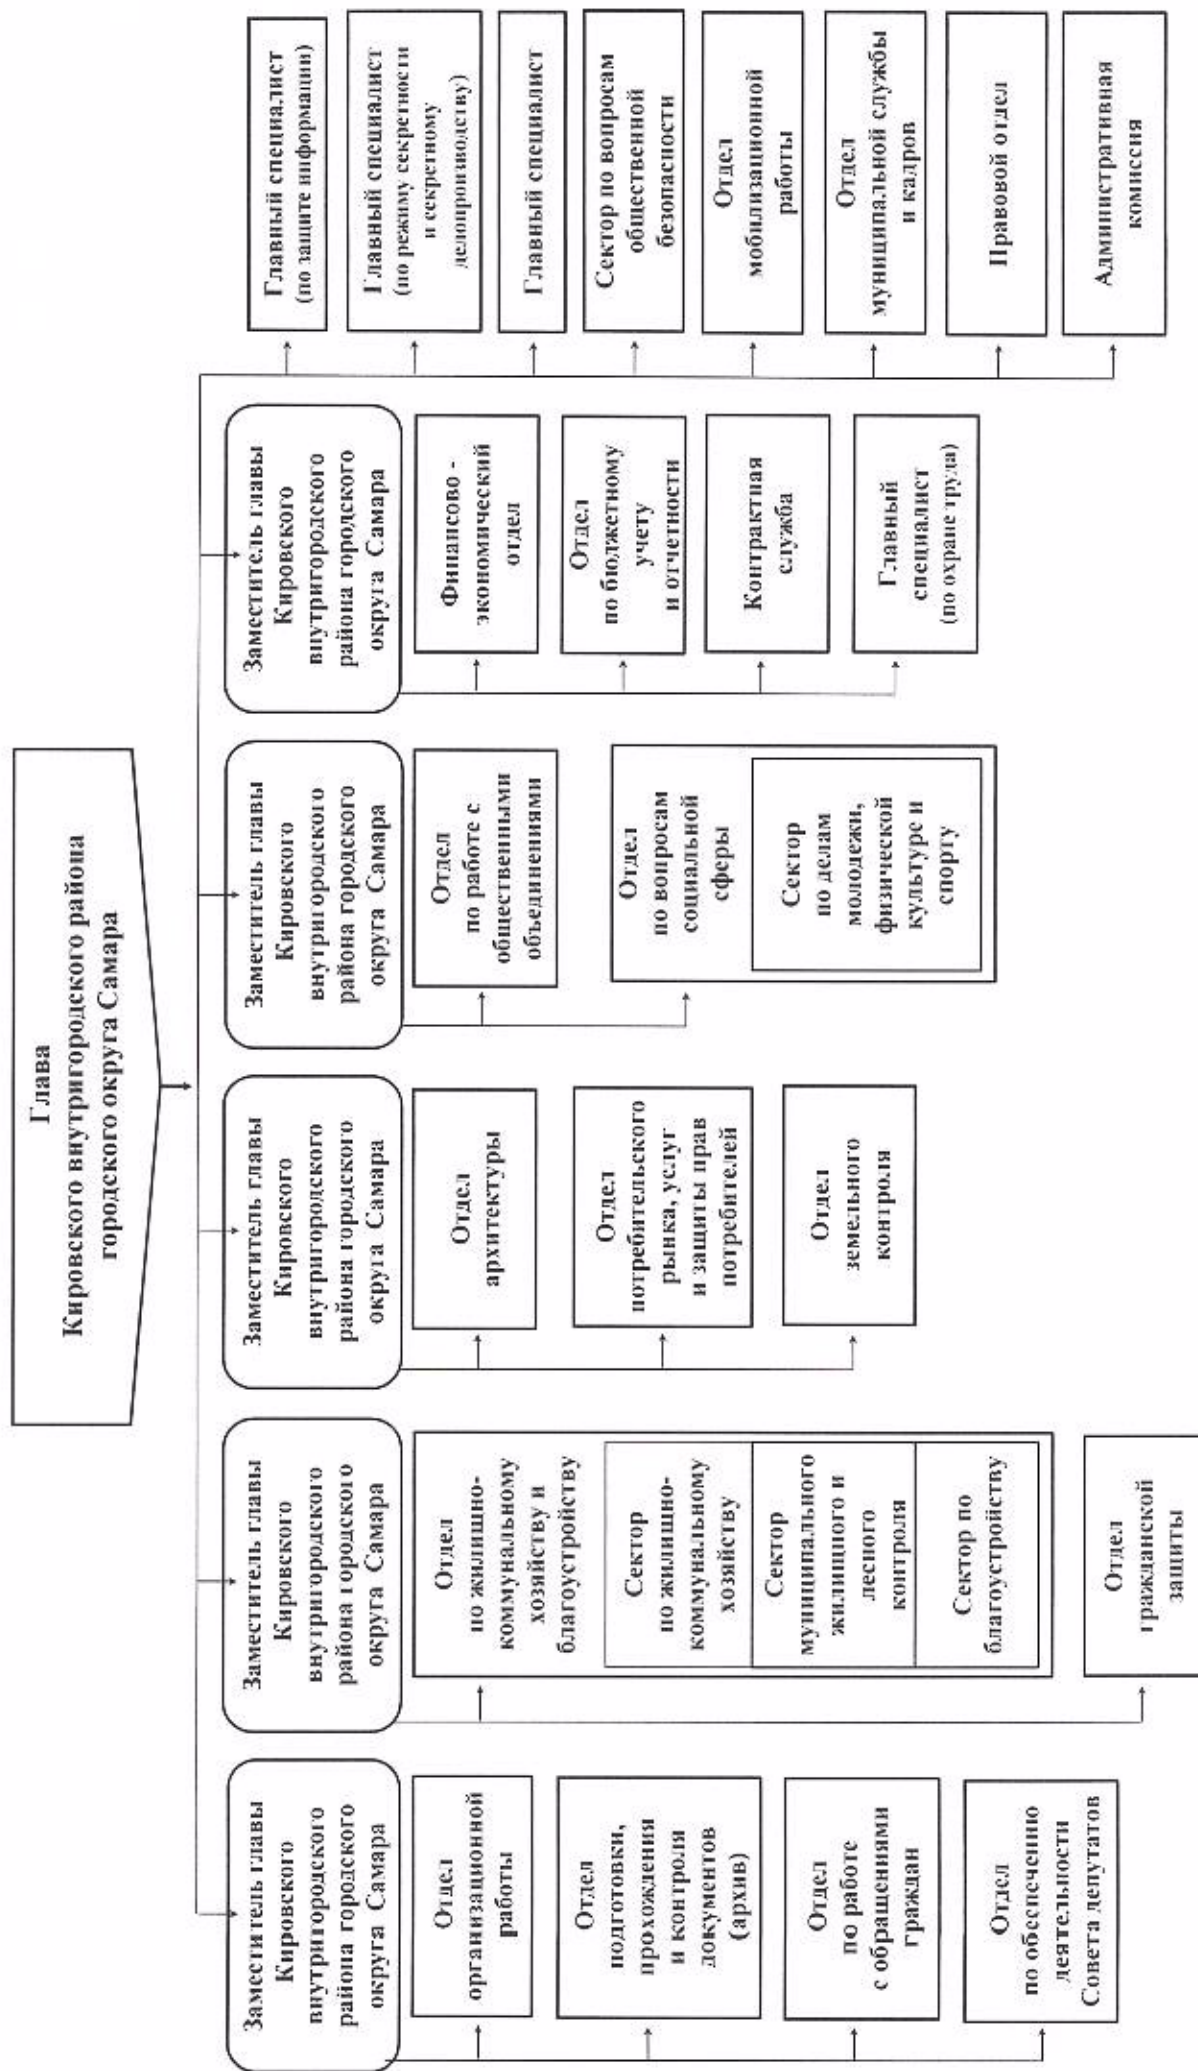 Глава
Кировского внутригородского района
городского округа Самара
Заместитель главы
Кировского
внутригородского
района городского
округа Самара
Отдел
организационной
работы
Отдел
подготовки,
прохождения
и контроля
документов
(архив)
Отдел
по работе
с обращениями
граждан
Отдел
по обеспечению
деятельности
Совета депутатов
Заместитель главы
Кировского
внутригородского
района городского
округа Самара
Отдел
по жилищно-
коммунальному
хозяйству и
благоустройству
Сектор
по жилищно-
коммунальному
хозяйству
Сектор
муниципального
жилищного и
лесного
контроля
Сектор по
благоустройству
Отдел
гражданской
защиты
Заместитель главы
Кировского
внутригородского
района городского
округа Самара
Отдел
архитектуры
Отдел
потребительского
рынка, услуг
и защиты прав
потребителей
Отдел
земельного
контроля
Заместитель главы
Кировского
внутригородского
района городского
округа Самара
Отдел
по работе с
общественными
объединениями
Отдел
по вопросам
социальной
сферы
Сектор
по делам
молодежи,
физической
культуре и
спорту
Заместитель главы
Кировского
внутригородского
района городского
округа Самара
Финансово -
экономический
отдел
Отдел
по бюджетному
учету
и отчетности
Контрактная
служба
Главный
специалист
(по охране труда)
Главный специалист
(по защите информации)
Главный специалист
(по режиму секретности
и секретному
делопроизводству)
Главный специалист
Сектор по вопросам
общественной
безопасности
Отдел
мобилизационной
работы
Отдел
муниципальной службы
и кадров
Правовой отдел
Административная
комиссия